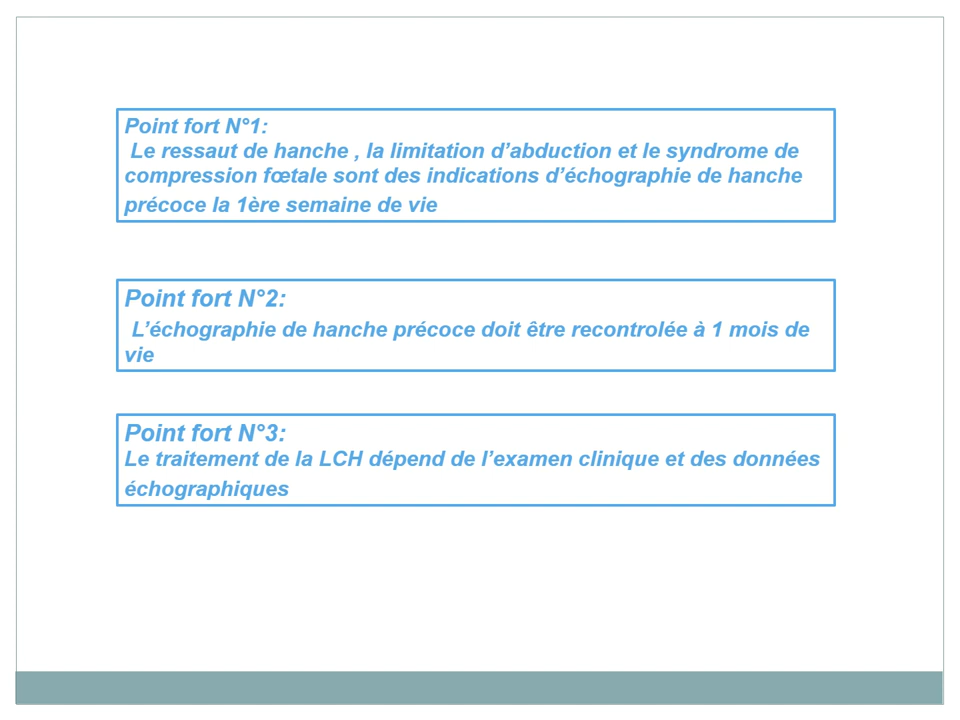 Point fort N°1:
Le ressaut de hanche , la limitation d’abduction et le syndrome de
compression fœtale sont des indications d’échographie de hanche
précoce la 1ère semaine de vie
Point fort N°2:
L’échographie de hanche précoce doit être recontrolée à 1 mois de
vie
Point fort N°3:
Le traitement de la LCH dépend de l’examen clinique et des données
échographiques